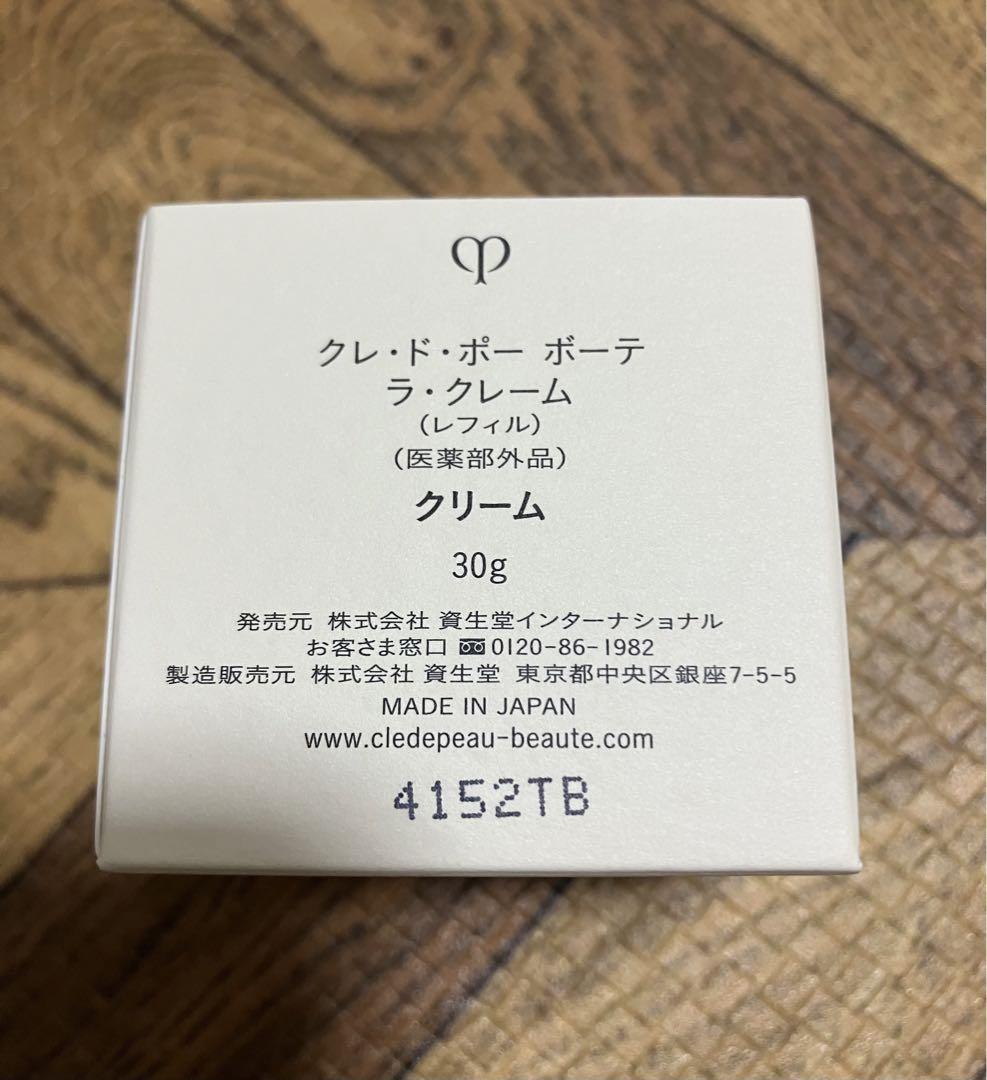 クレ・ド・ポー ボーテ
ラ・クレーム
(レフィル)
(医薬部外品)
クリーム
30g
発売元 株式会社 資生堂インターナショナル
お客さま窓口 0120-86-1982
製造販売元 株式会社 資生堂 東京都中央区銀座7-5-5
MADE IN JAPAN
www.cledepeau-beaute.com
4152TB